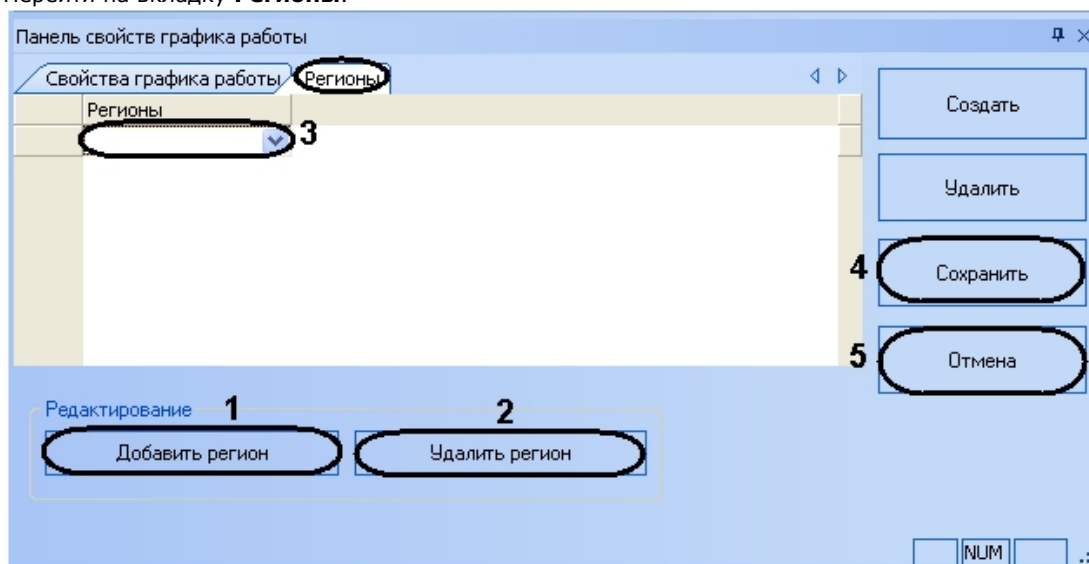 Перейти на вкладку Регионы.
Панель свойств графика работы
Свойства графика работы Регионы
Регионы
3
Создать
Удалить
4 Сохранить
5 Отмена
Редактирование 1 2
Добавить регион Удалить регион
NUM